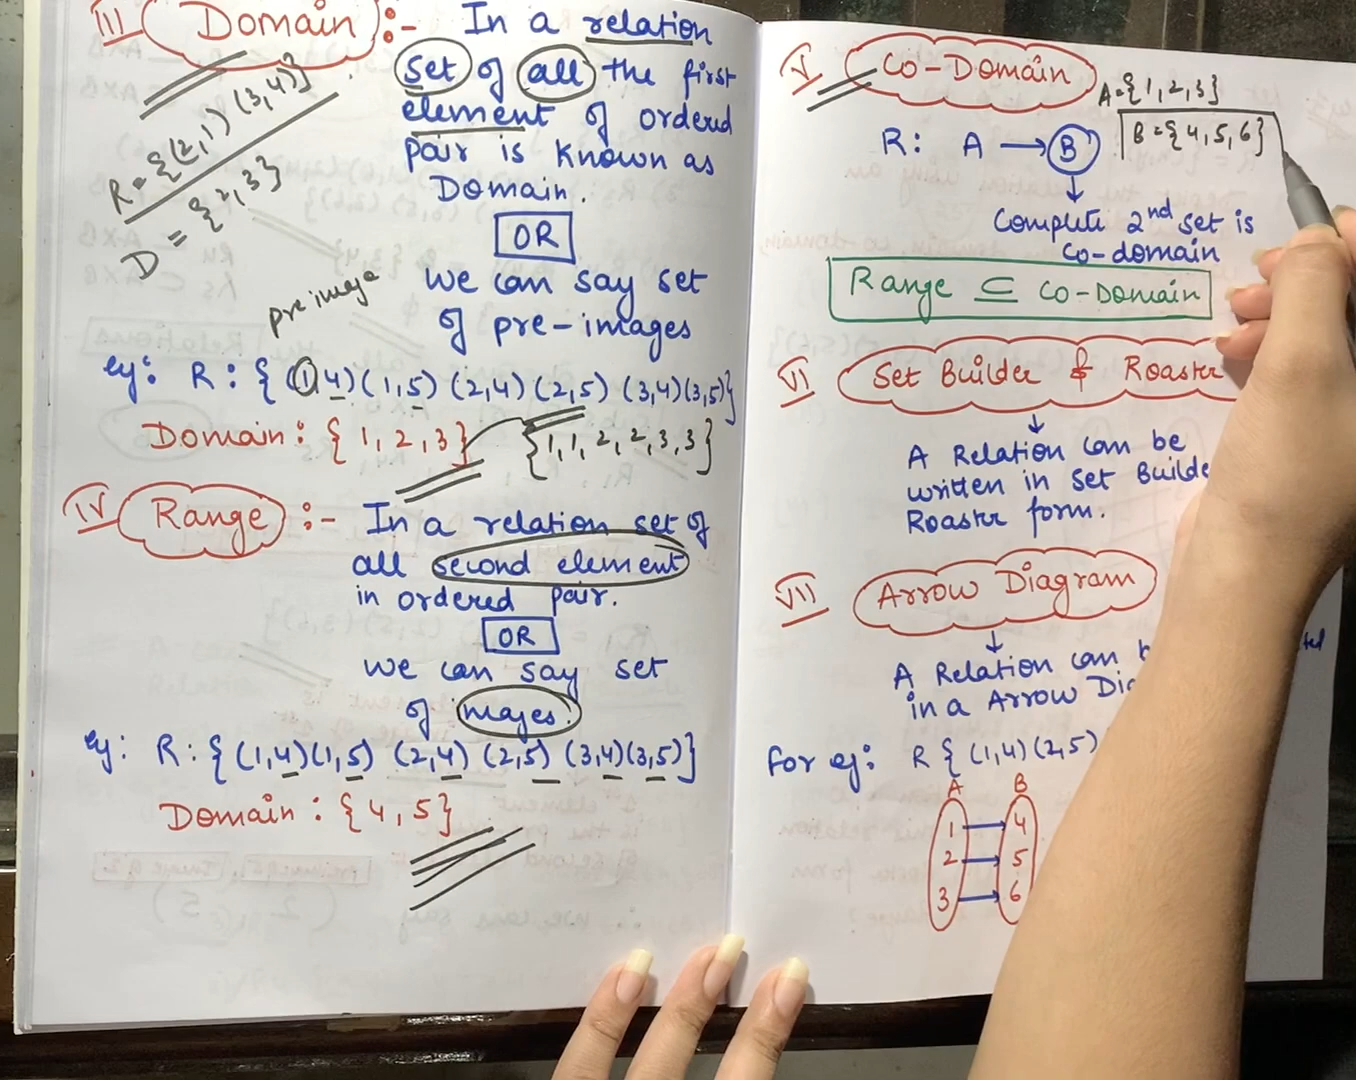 III Domain :- In a relation
set of all the first
element of ordered
pair is known as
Domain.
OR
we can say set
of pre-images
R = {(2,1) (3,4)}
D = {2,3}
pre image
eg: R : { (1,4) (1,5) (2,4) (2,5) (3,4) (3,5)}
Domain : { 1, 2, 3} {1,1,2,2,3,3}
IV Range :- In a relation set of
all second element
in ordered pair.
OR
we can say set
of majes.
eg: R : { (1,4) (1,5) (2,4) (2,5) (3,4) (3,5)}
Domain : {4, 5}
V Co-Domain
A = {1,2,3}
R: A → B B = {4,5,6}
Complete 2nd set is
Co-domain
Range ⊆ Co-Domain
VI Set Builder & Roaster
A Relation can be
written in Set Builde
Roaster form.
VII Arrow Diagram
A Relation can
in a Arrow
For eg: R { (1,4) (2,5)
A B
1 4
2 5
3 6